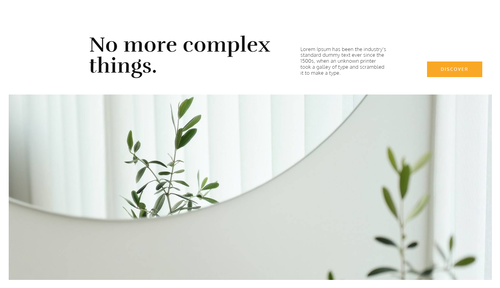 No more complex
things.
Lorem Ipsum has been the industry's
standard dummy text ever since the
1500s, when an unknown printer
took a galley of type and scrambled
it to make a type.
DISCOVER